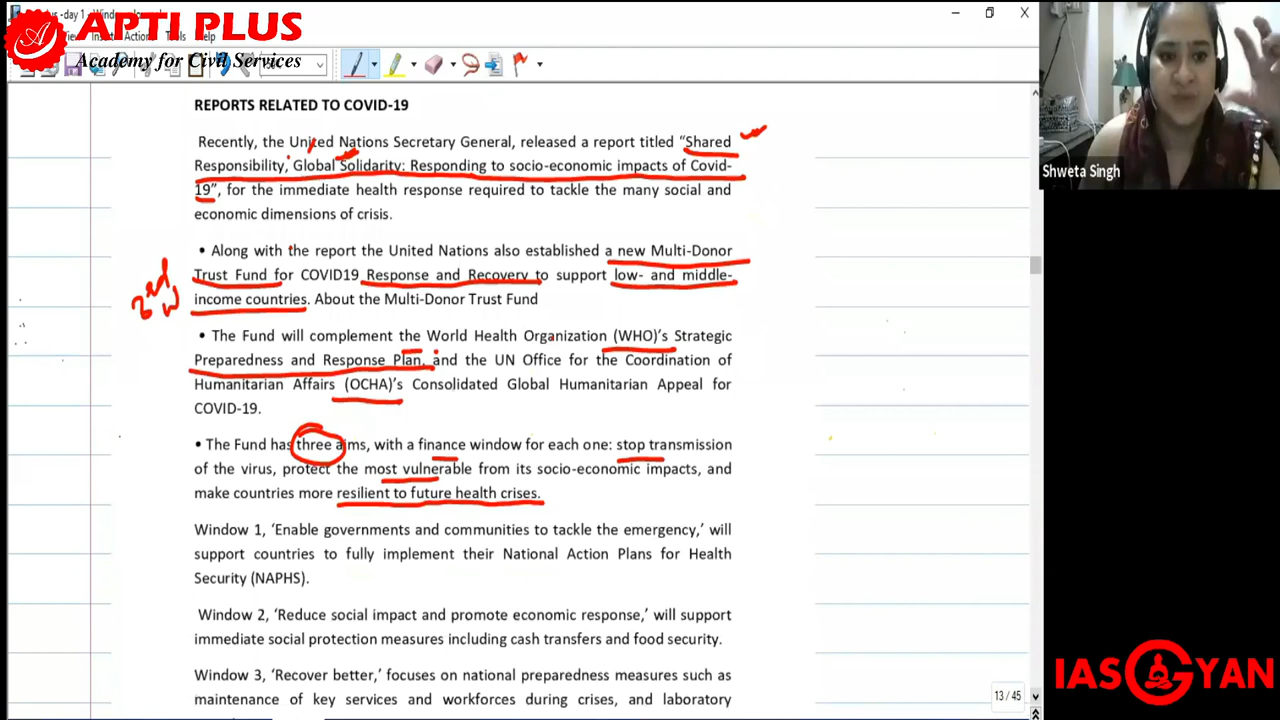 APTI PLUS
Academy for Civil Services
day 1
Tools
Help
REPORTS RELATED TO COVID-19
Recently, the United Nations Secretary General, released a report titled “Shared
Responsibility, Global Solidarity: Responding to socio-economic impacts of Covid-
19”, for the immediate health response required to tackle the many social and
economic dimensions of crisis.
• Along with the report the United Nations also established a new Multi-Donor
Trust Fund for COVID19 Response and Recovery to support low- and middle-
income countries. About the Multi-Donor Trust Fund
• The Fund will complement the World Health Organization (WHO)’s Strategic
Preparedness and Response Plan, and the UN Office for the Coordination of
Humanitarian Affairs (OCHA)’s Consolidated Global Humanitarian Appeal for
COVID-19.
• The Fund has three aims, with a finance window for each one: stop transmission
of the virus, protect the most vulnerable from its socio-economic impacts, and
make countries more resilient to future health crises.
Window 1, ‘Enable governments and communities to tackle the emergency,’ will
support countries to fully implement their National Action Plans for Health
Security (NAPHS).
Window 2, ‘Reduce social impact and promote economic response,’ will support
immediate social protection measures including cash transfers and food security.
Window 3, ‘Recover better,’ focuses on national preparedness measures such as
maintenance of key services and workforces during crises, and laboratory
13 / 45
Shweta Singh
IAS GYAN